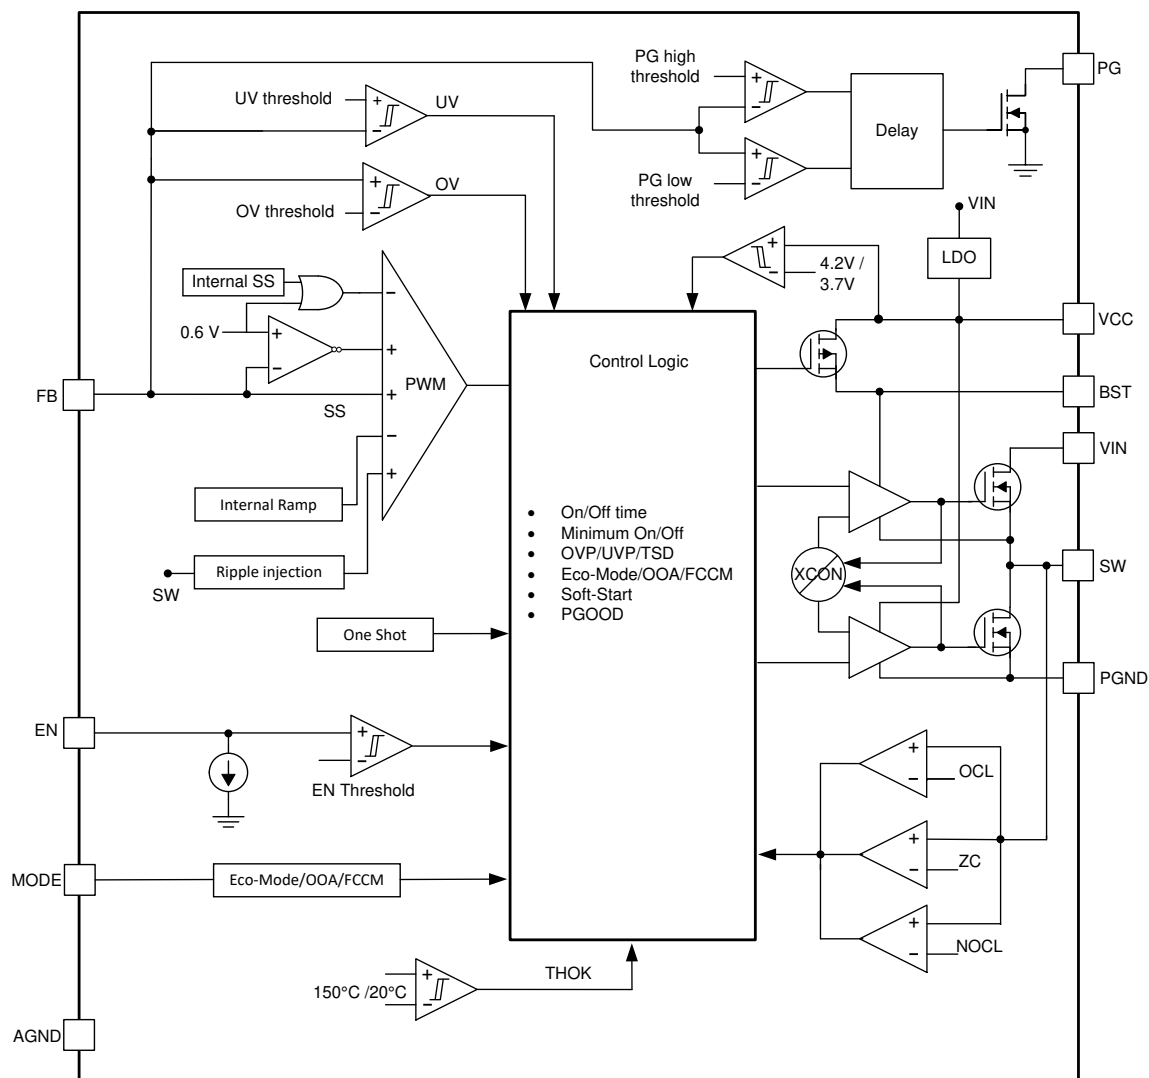 PG high
threshold
PG
UV threshold
UV
Delay
PG low
threshold
OV
OV threshold
VIN
LDO
4.2V /
3.7V
Internal SS
0.6 V
VCC
Control Logic
PWM
FB
SS
BST
VIN
Internal Ramp
On/Off time
Minimum On/Off
OVP/UVP/TSD
Eco-Mode/OOA/FCCM
Soft-Start
PGOOD
Ripple injection
SW
XCON
SW
One Shot
PGND
EN
EN Threshold
OCL
ZC
NOCL
MODE
Eco-Mode/OOA/FCCM
THOK
150°C /20°C
AGND